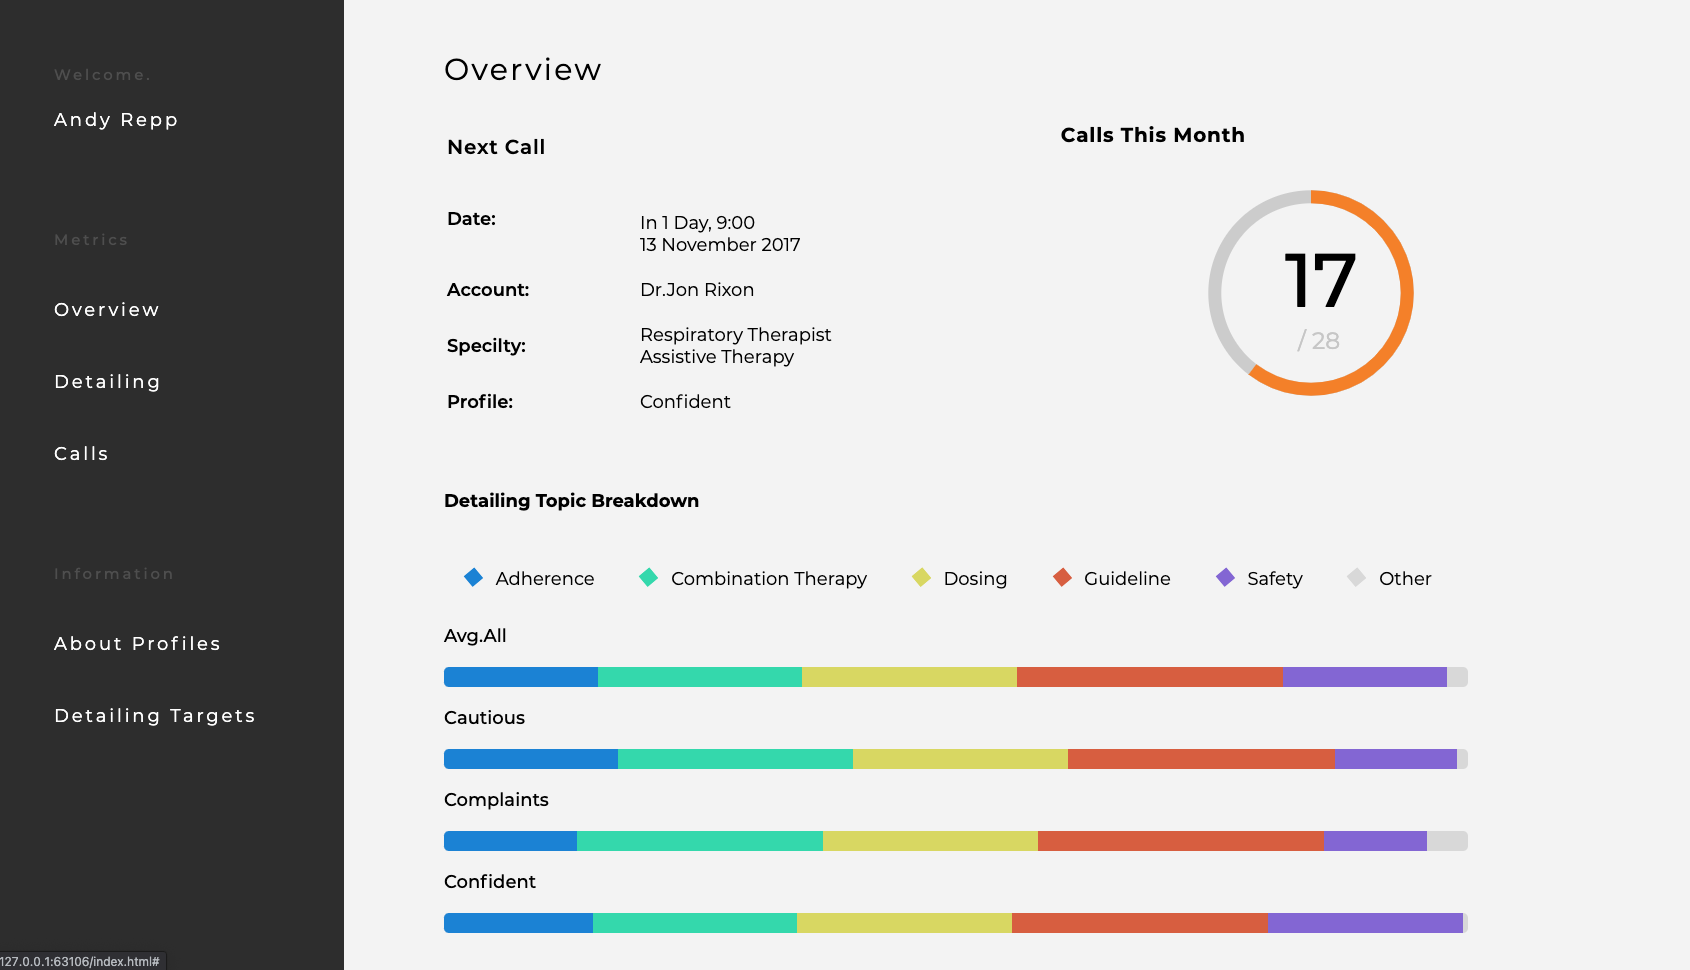 Welcome.
Andy Repp
Metrics
Overview
Detailing
Calls
Information
About Profiles
Detailing Targets
127.0.0.1:63106/index.html#
Overview
Next Call
Date:
In 1 Day, 9:00
13 November 2017
Account:
Dr.Jon Rixon
Specilty:
Respiratory Therapist
Assistive Therapy
Profile:
Confident
Calls This Month
17
/ 28
Detailing Topic Breakdown
Adherence
Combination Therapy
Dosing
Guideline
Safety
Other
Avg.All
Cautious
Complaints
Confident